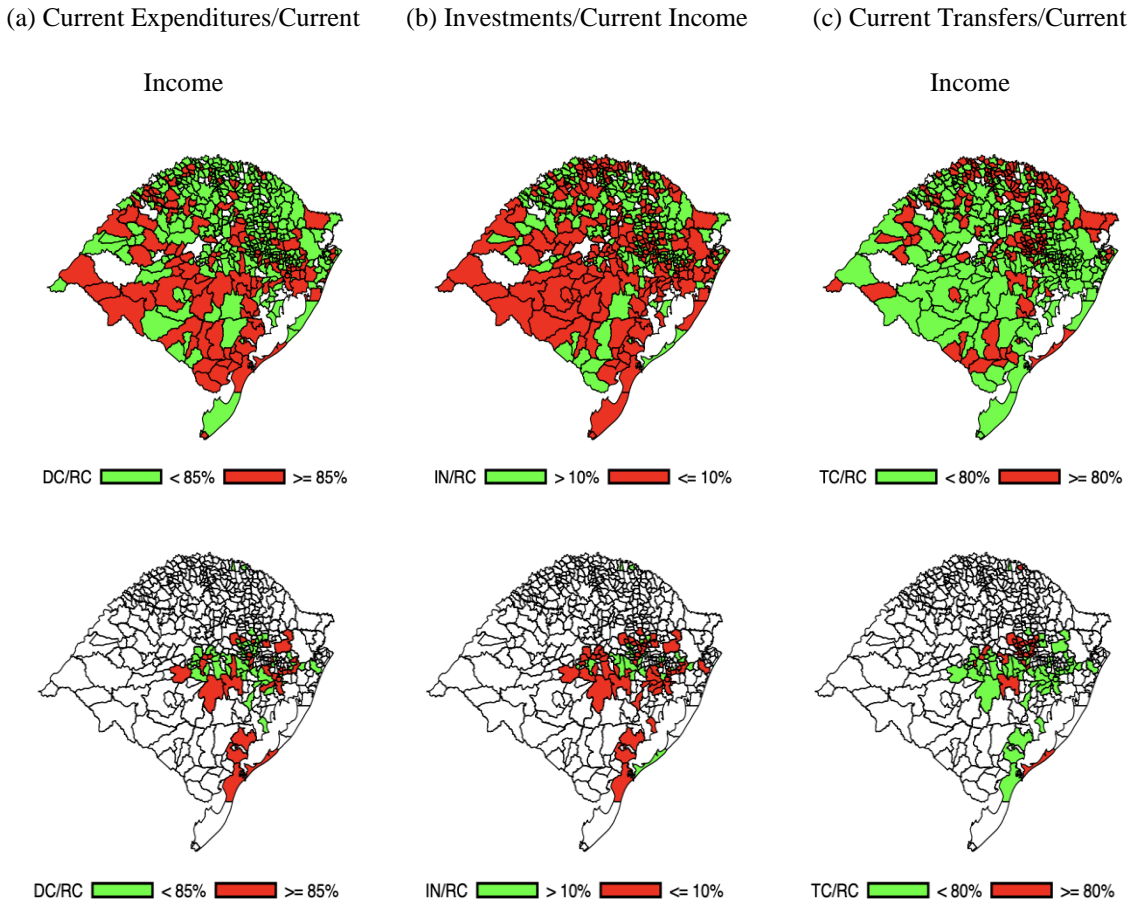 (a) Current Expenditures/Current
Income
(b) Investments/Current Income
(c) Current Transfers/Current
Income
DC/RC < 85% >= 85%
IN/RC > 10% <= 10%
TC/RC < 80% >= 80%
DC/RC < 85% >= 85%
IN/RC > 10% <= 10%
TC/RC < 80% >= 80%